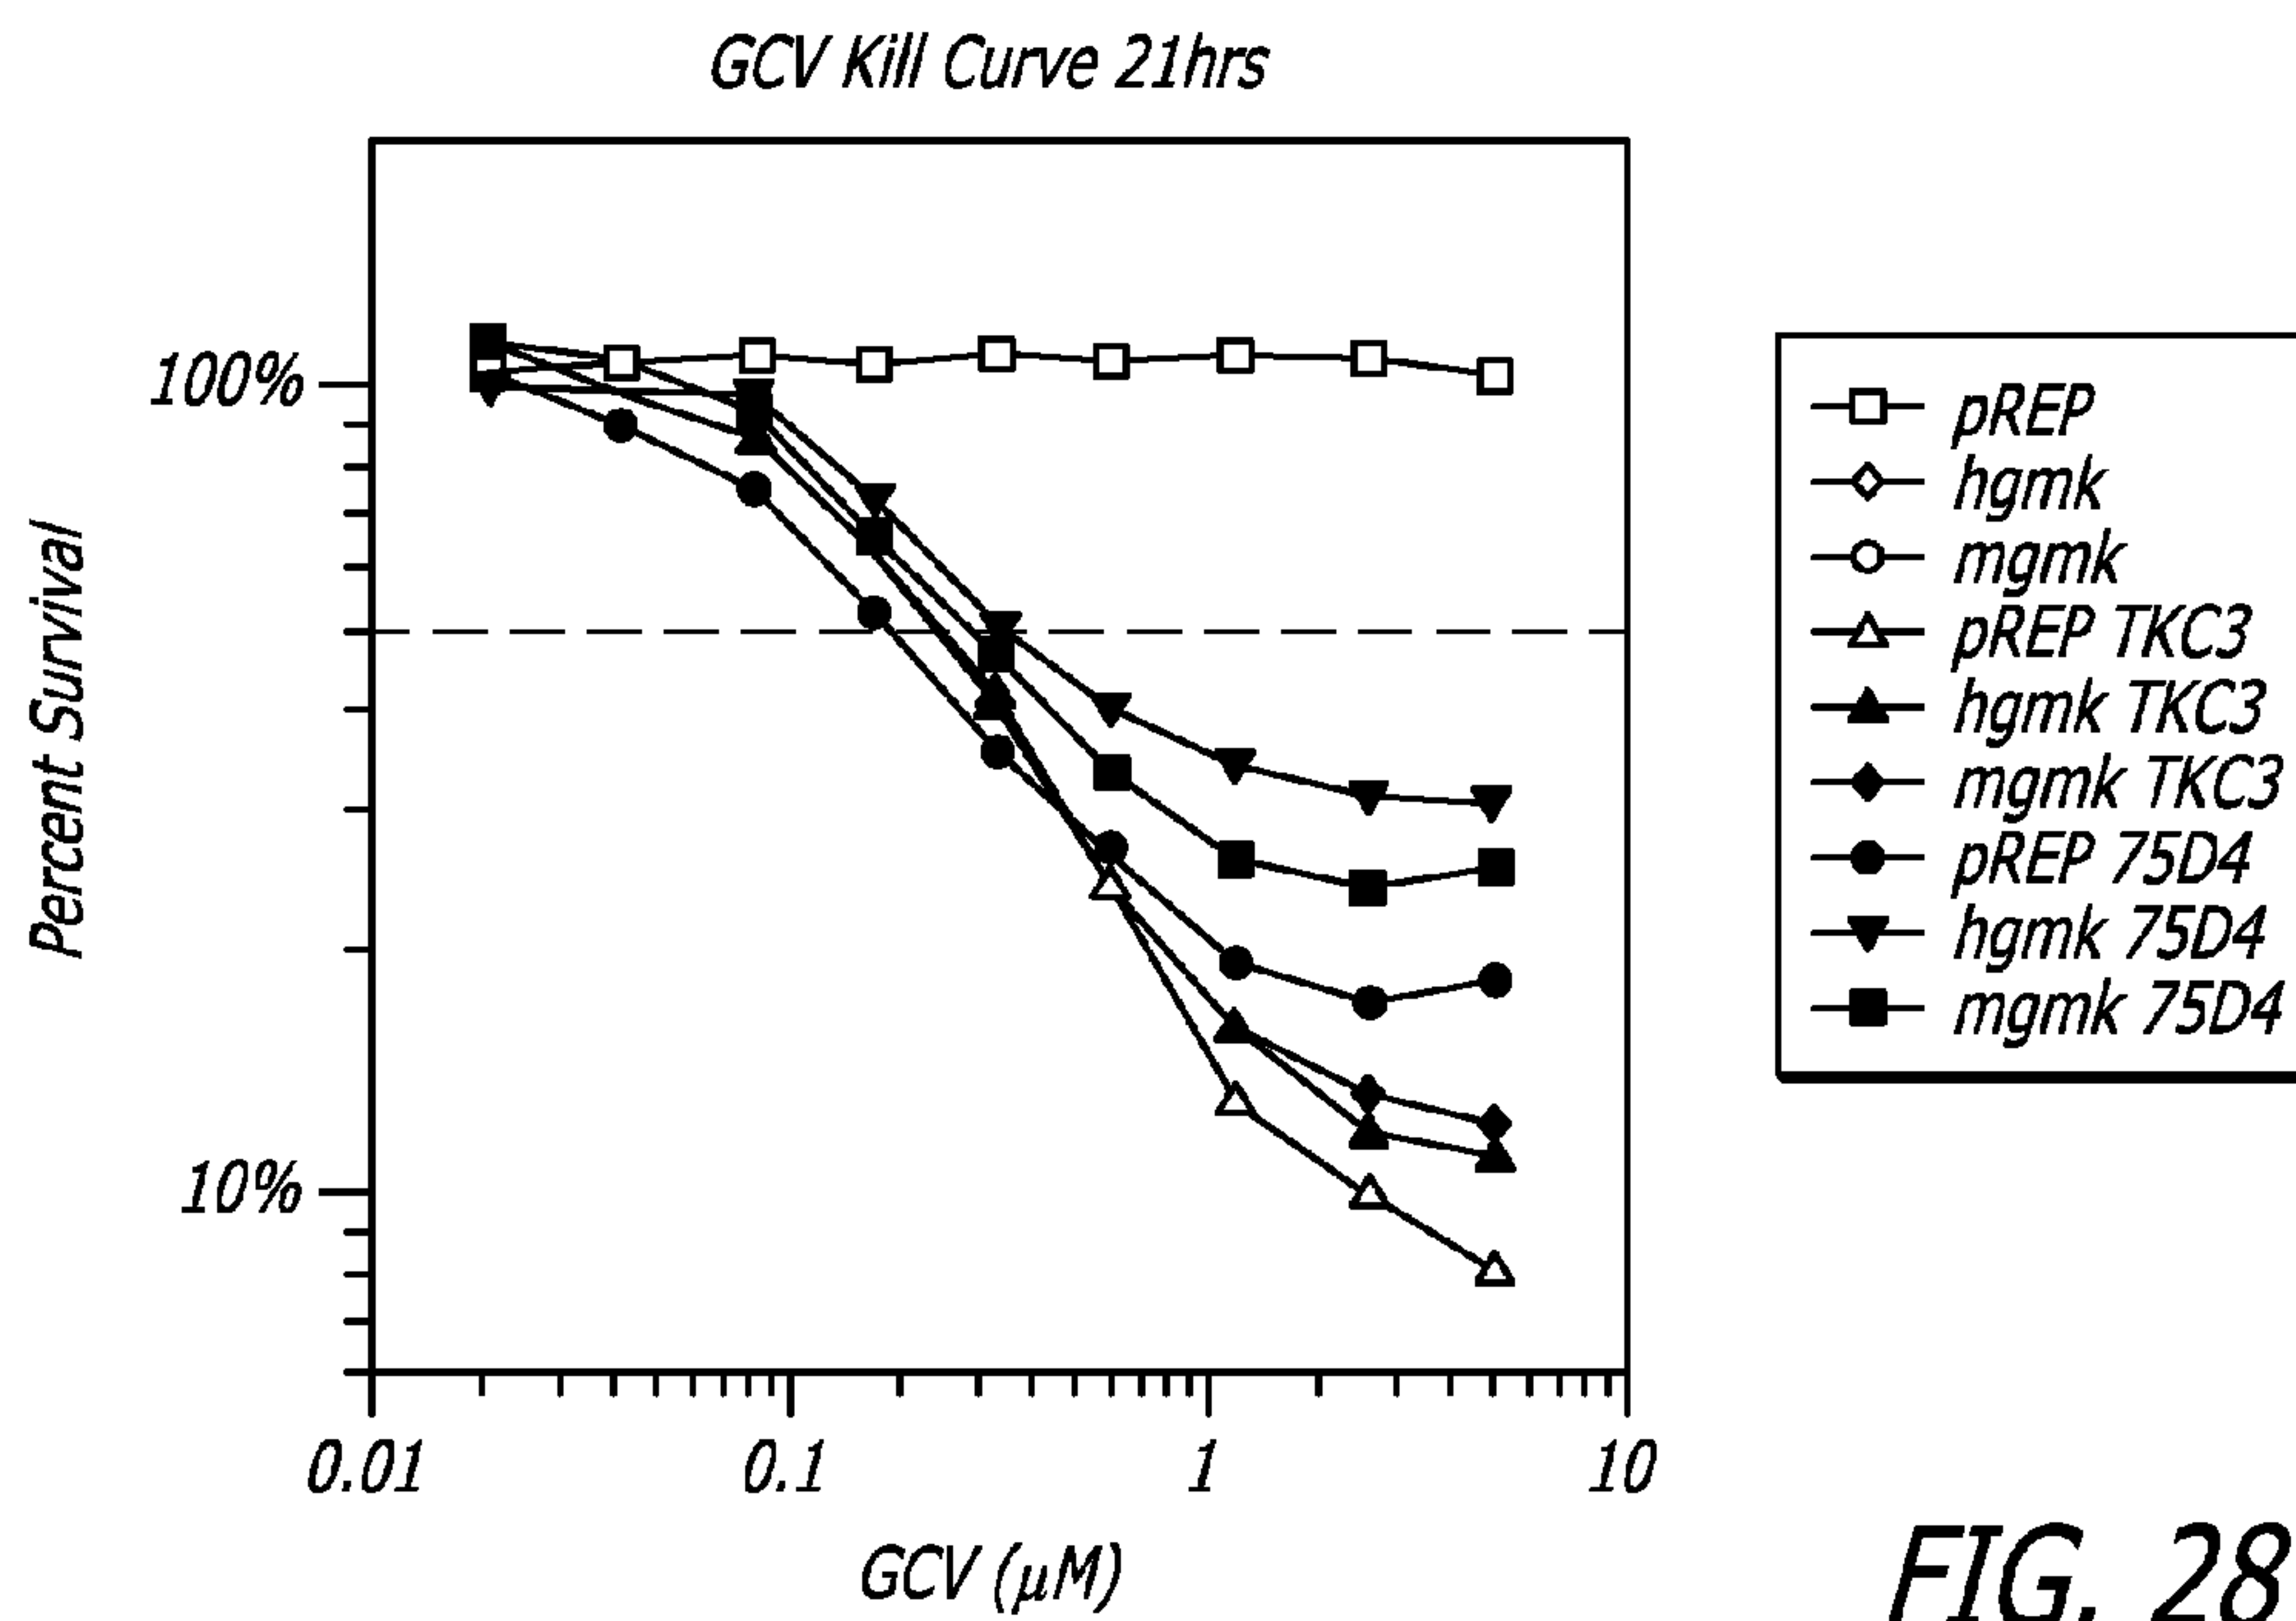 GCV Kill Curve 21hrs
100%
10%
Percent Survival
0.01
0.1
1
10
GCV (μM)
pREP
hgmk
mgmk
pREP TKC3
hgmk TKC3
mgmk TKC3
pREP 75D4
hgmk 75D4
mgmk 75D4
FIG. 28